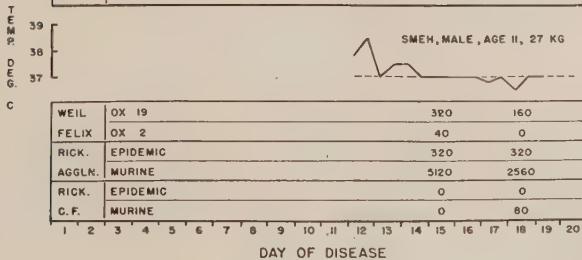 TEMP. DEG. C
39
38
37
SMEH, MALE, AGE 11, 27 KG
WEIL OX 19 320 160
FELIX OX 2 40 0
RICK. EPIDEMIC 320 320
AGGLN. MURINE 5120 2560
RICK. EPIDEMIC 0 0
C.F. MURINE 0 80
1 2 3 4 5 6 7 8 9 10 11 12 13 14 15 16 17 18 19 20
DAY OF DISEASE